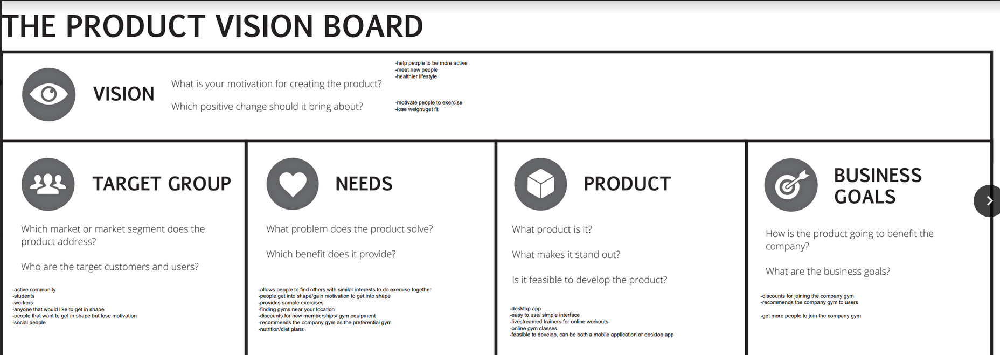 THE PRODUCT VISION BOARD
VISION
What is your motivation for creating the product?
Which positive change should it bring about?
-help people to be more active
-meet new people
-healthier lifestyle
-motivate people to exercise
-lose weight/get fit
TARGET GROUP
Which market or market segment does the
product address?
Who are the target customers and users?
-active community
-students
-workers
-anyone that would like to get in shape
-people that want to get in shape but lose motivation
-social people
NEEDS
What problem does the product solve?
Which benefit does it provide?
-allows people to find others with similar interests to do exercise together
-people get into shape/gain motivation to get into shape
-provides sample exercises
-finding gyms near your location
-discounts for new memberships/ gym equipment
-recommends the company gym as the preferential gym
-nutrition/diet plans
PRODUCT
What product is it?
What makes it stand out?
Is it feasible to develop the product?
-desktop app
-easy to use/ simple interface
-livestreamed trainers for online workouts
-online gym classes
-feasible to develop, can be both a mobile application or desktop app
BUSINESS
GOALS
How is the product going to benefit the
company?
What are the business goals?
-discounts for joining the company gym
-recommends the company gym to users
-get more people to join the company gym